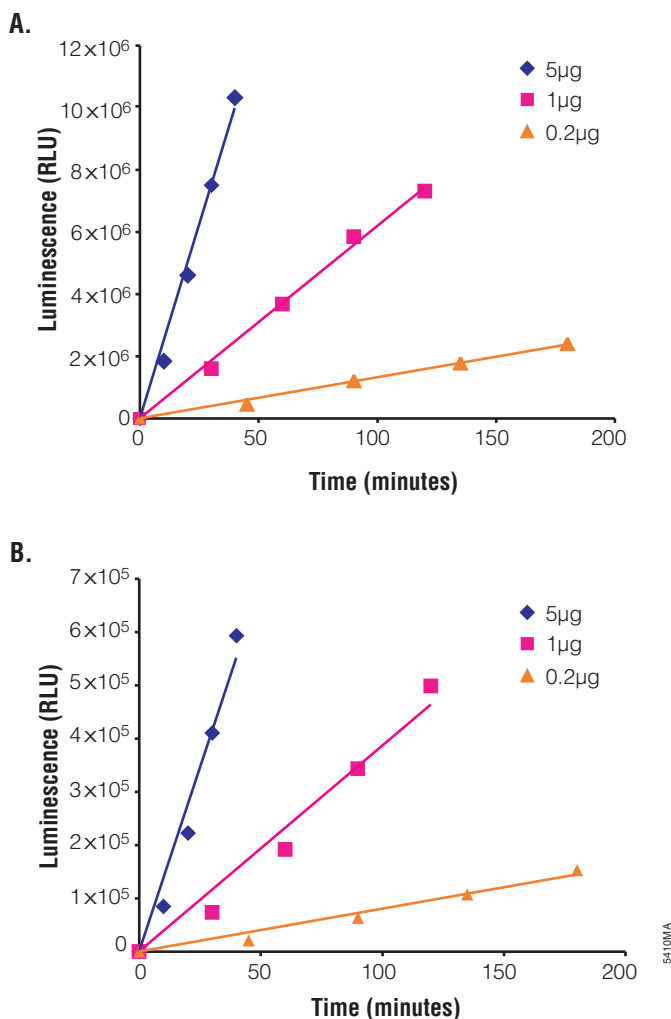 A.
12×10⁶
10×10⁶
8×10⁶
6×10⁶
4×10⁶
2×10⁶
0
Luminescence (RLU)
5µg
1µg
0.2µg
0 50 100 150 200
Time (minutes)
B.
7×10⁵
6×10⁵
5×10⁵
4×10⁵
3×10⁵
2×10⁵
1×10⁵
0
Luminescence (RLU)
5µg
1µg
0.2µg
0 50 100 150 200
Time (minutes)
5410MA